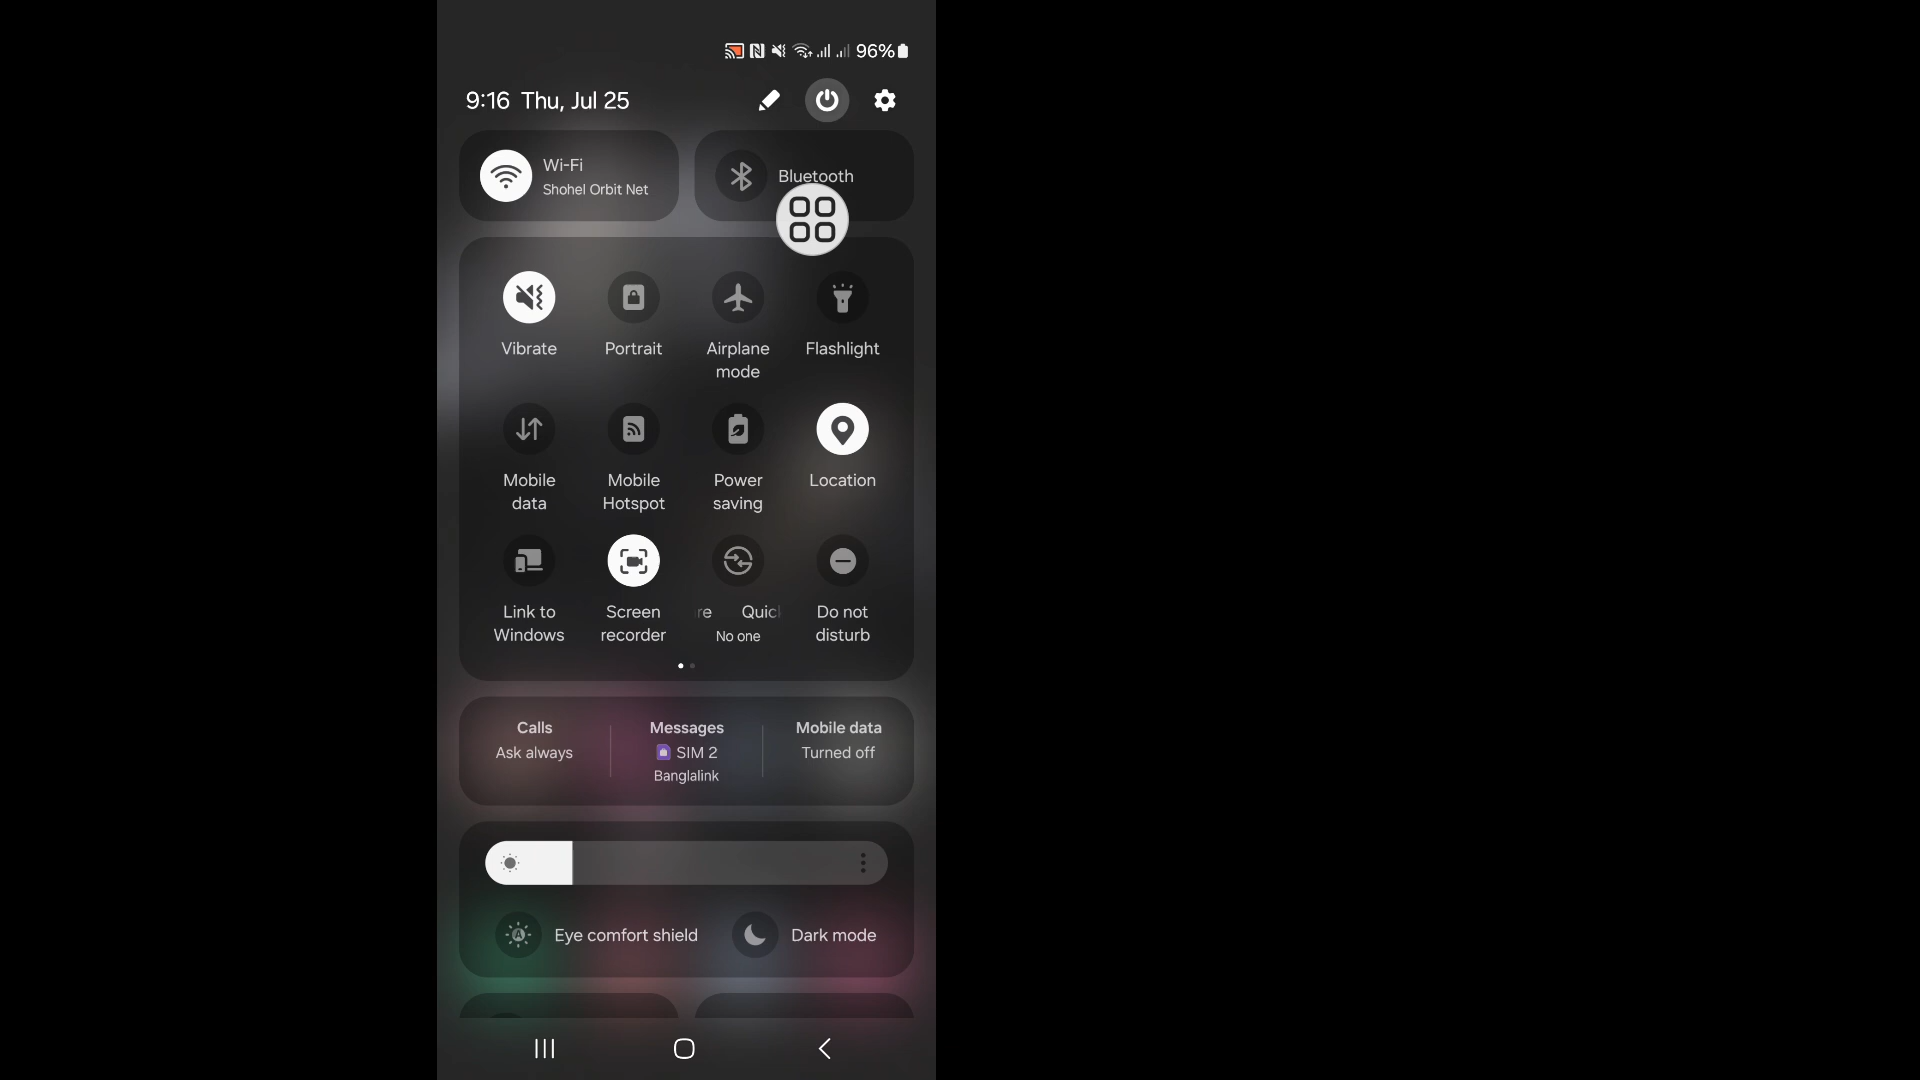 96%
9:16 Thu, Jul 25
Wi-Fi
Shohel Orbit Net
Bluetooth
Vibrate
Portrait
Airplane
mode
Flashlight
Mobile
data
Mobile
Hotspot
Power
saving
Location
Link to
Windows
Screen
recorder
re Quic
No one
Do not
disturb
Calls
Ask always
Messages
SIM 2
Banglalink
Mobile data
Turned off
Eye comfort shield
Dark mode